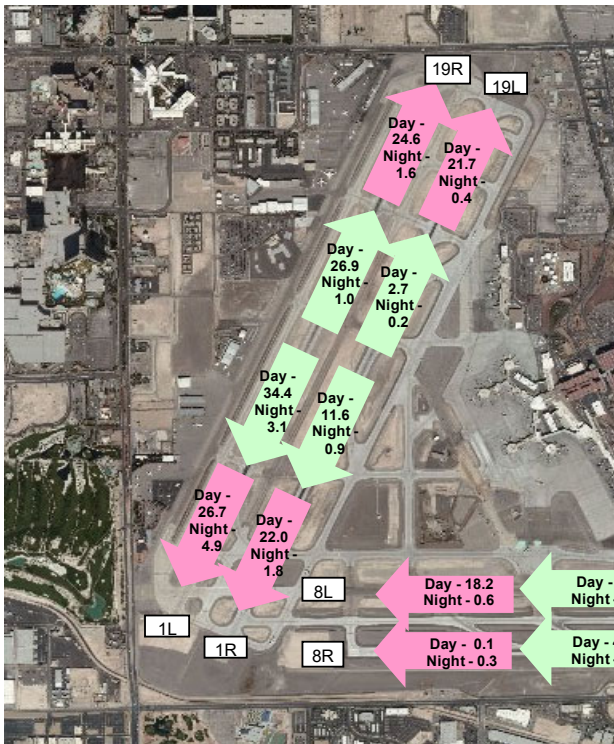 19R
19L
Day -
24.6
Night -
1.6
Day -
21.7
Night -
0.4
Day -
26.9
Night -
1.0
Day -
2.7
Night -
0.2
Day -
34.4
Night -
3.1
Day -
11.6
Night -
0.9
Day -
26.7
Night -
4.9
Day -
22.0
Night -
1.8
8L
Day - 18.2
Night - 0.6
Day -
Night -
1L
1R
8R
Day - 0.1
Night - 0.3
Day -
Night -